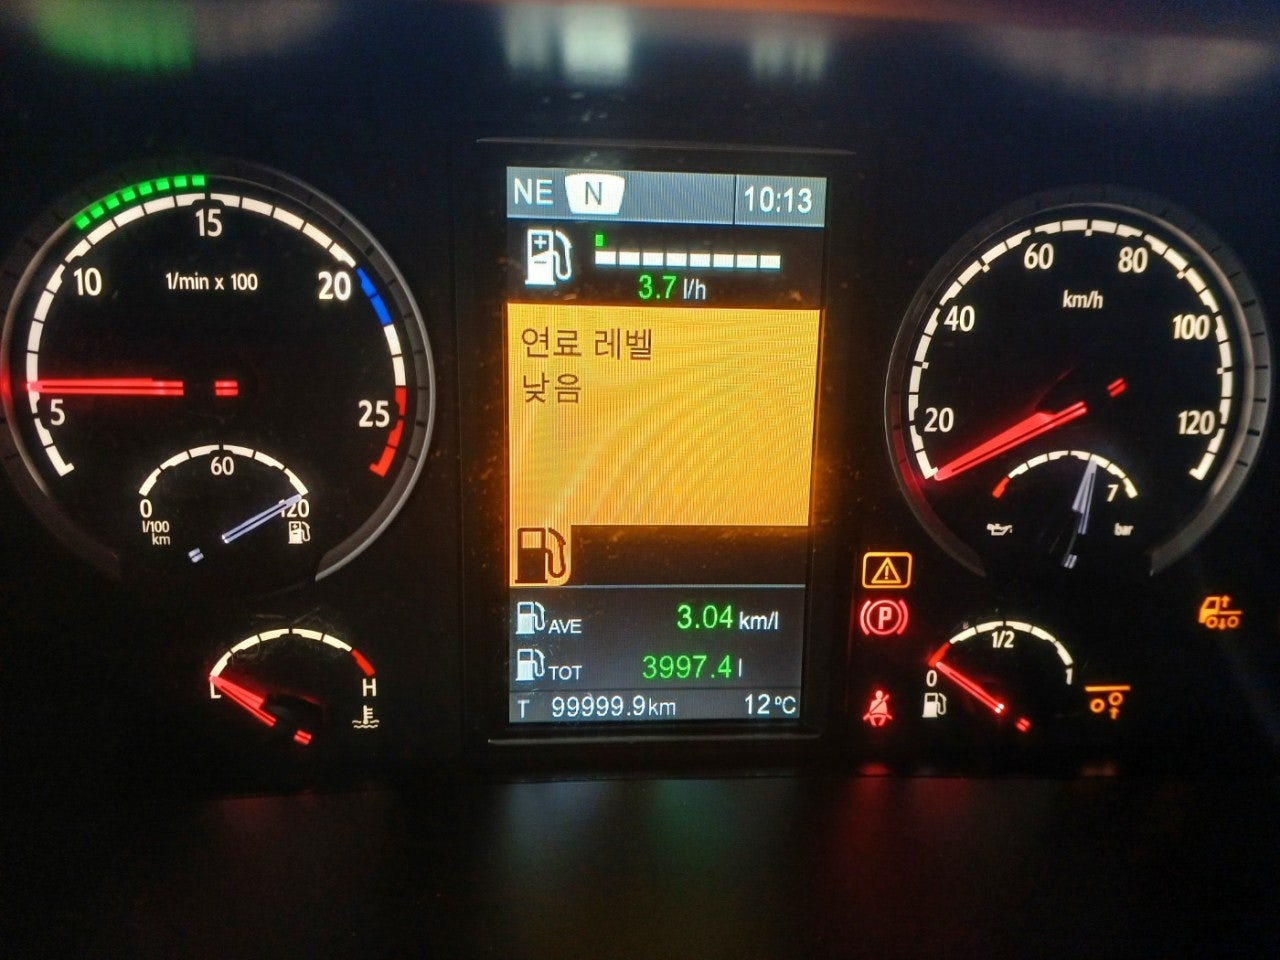 NE N 10:13
3.7 l/h
연료 레벨
낮음
AVE 3.04 km/l
TOT 3997.4 l
T 99999.9km 12°C
5 10 15 20 25
1/min x 100
0 60 120
l/100
km
L H
20 40 60 80 100 120
km/h
7
bar
P
0 1/2 1